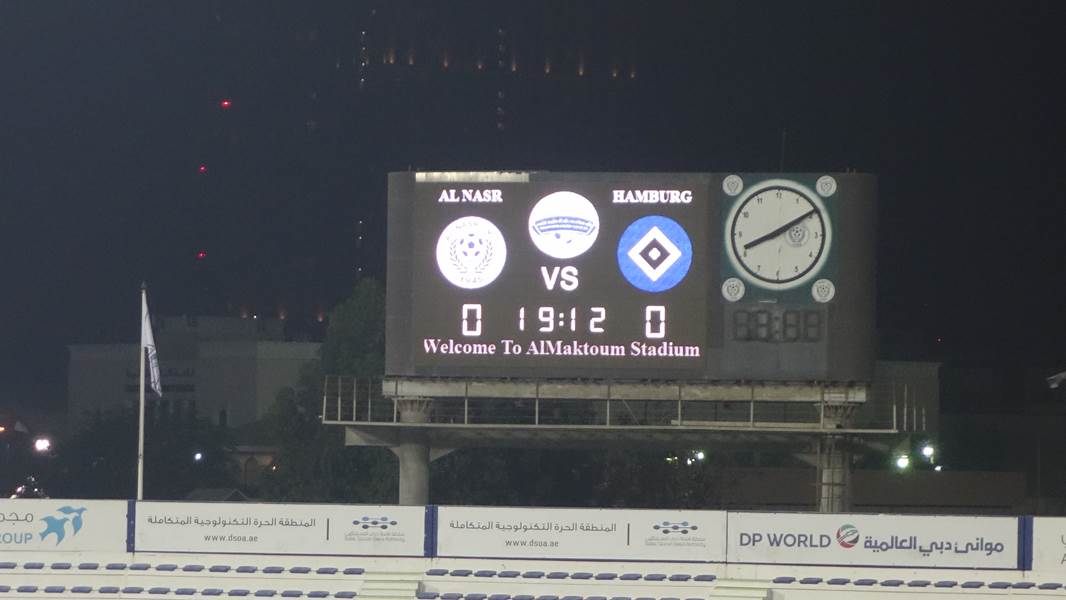 AL NASR
HAMBURG
1945
VS
0 19:12 0
Welcome To AlMaktoum Stadium
المنطقة الحرة التكنولوجية المتكاملة
www.dsoa.ae
المنطقة الحرة التكنولوجية المتكاملة
www.dsoa.ae
DP WORLD موانئ دبي العالمية